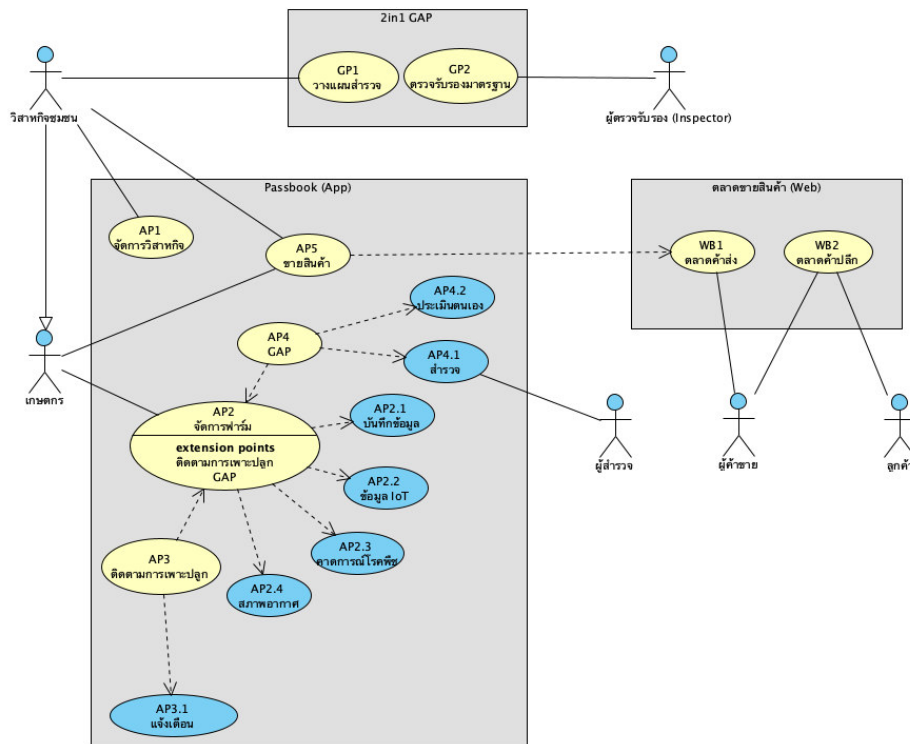 2in1 GAP
GP1
วางแผนสำรวจ
GP2
ตรวจรับรองมาตรฐาน
วิสาหกิจชุมชน
ผู้ตรวจรับรอง (Inspector)
Passbook (App)
ตลาดขายสินค้า (Web)
AP1
จัดการวิสาหกิจ
AP5
ขายสินค้า
WB1
ตลาดค้าส่ง
WB2
ตลาดค้าปลีก
AP4.2
ประเมินตนเอง
AP4
GAP
AP4.1
สำรวจ
เกษตกร
AP2
จัดการฟาร์ม
extension points
ติดตามการเพาะปลูก
GAP
AP2.1
บันทึกข้อมูล
ผู้สำรวจ
ผู้ค้าขาย
ลูกค้า
AP2.2
ข้อมูล IoT
AP2.3
คาดการณ์โรคพืช
AP3
ติดตามการเพาะปลูก
AP2.4
สภาพอากาศ
AP3.1
แจ้งเตือน